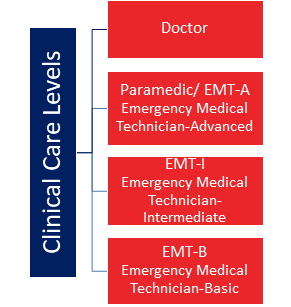 Clinical Care Levels
Doctor
Paramedic/ EMT-A
Emergency Medical
Technician-Advanced
EMT-I
Emergency Medical
Technician-
Intermediate
EMT-B
Emergency Medical
Technician-Basic